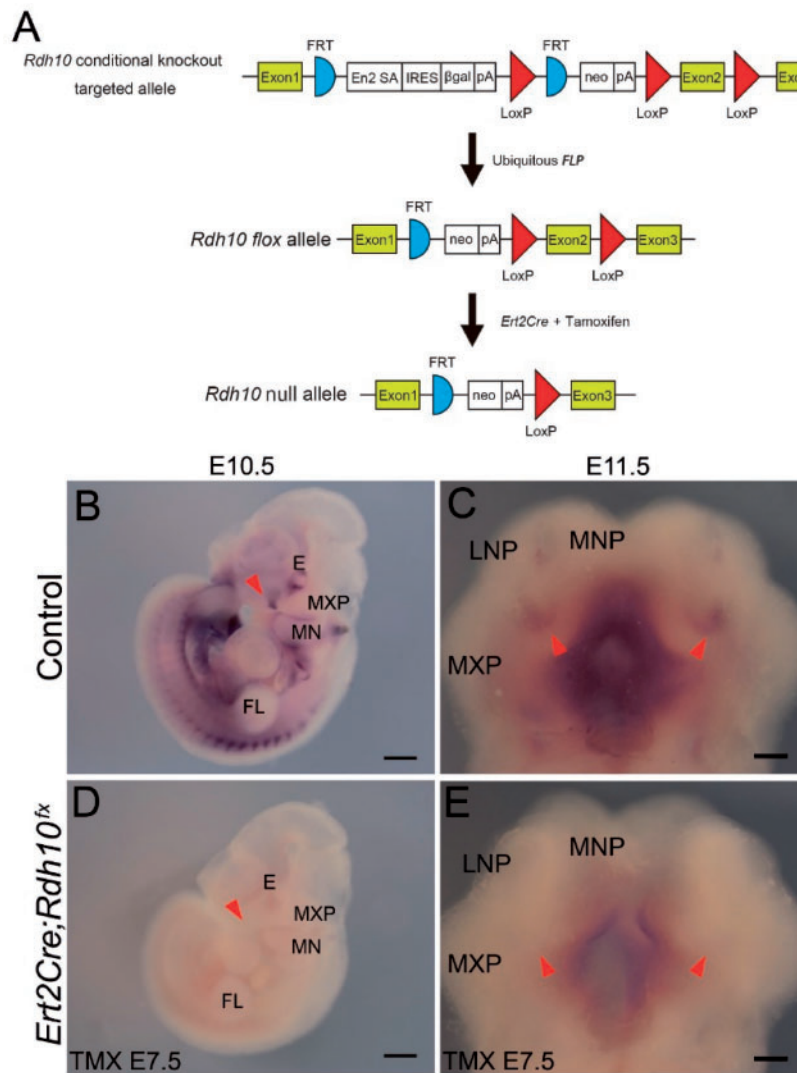 A
Rdh10 conditional knockout
targeted allele
FRT
FRT
Exon1
En2 SA
IRES
βgal
pA
neo
pA
Exon2
Exo
LoxP
LoxP
LoxP
Ubiquitous FLP
Rdh10 flox allele
FRT
Exon1
neo
pA
Exon2
Exon3
LoxP
LoxP
Ert2Cre + Tamoxifen
Rdh10 null allele
FRT
Exon1
neo
pA
Exon3
LoxP
E10.5
E11.5
Control
B
E
MXP
MN
FL
C
LNP
MNP
MXP
Ert2Cre;Rdh10fx
D
E
MXP
MN
FL
TMX E7.5
E
LNP
MNP
MXP
TMX E7.5